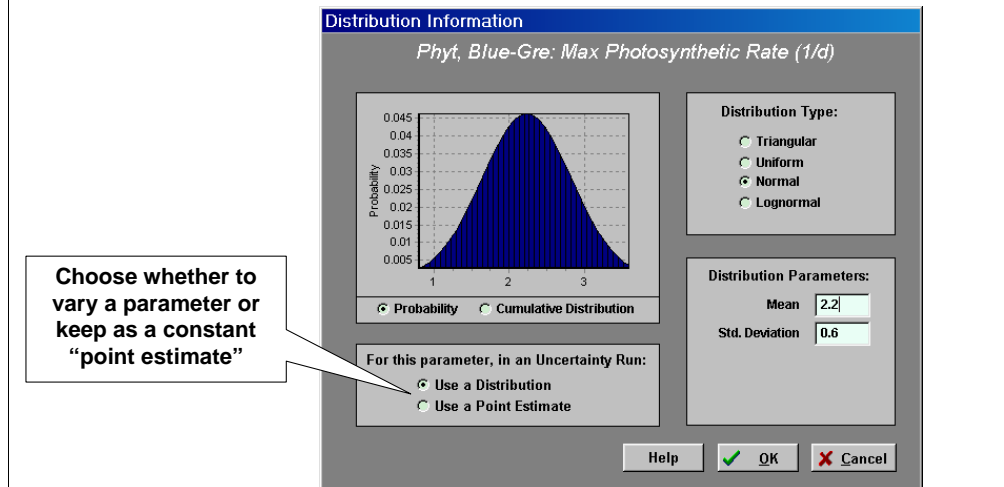 Distribution Information
Phyt, Blue-Gre: Max Photosynthetic Rate (1/d)
0.045
0.04
0.035
0.03
0.025
0.02
0.015
0.01
0.005
Probability
1 2 3
Probability Cumulative Distribution
Distribution Type:
Triangular
Uniform
Normal
Lognormal
Distribution Parameters:
Mean 2.2
Std. Deviation 0.6
Choose whether to
vary a parameter or
keep as a constant
“point estimate”
For this parameter, in an Uncertainty Run:
Use a Distribution
Use a Point Estimate
Help OK Cancel